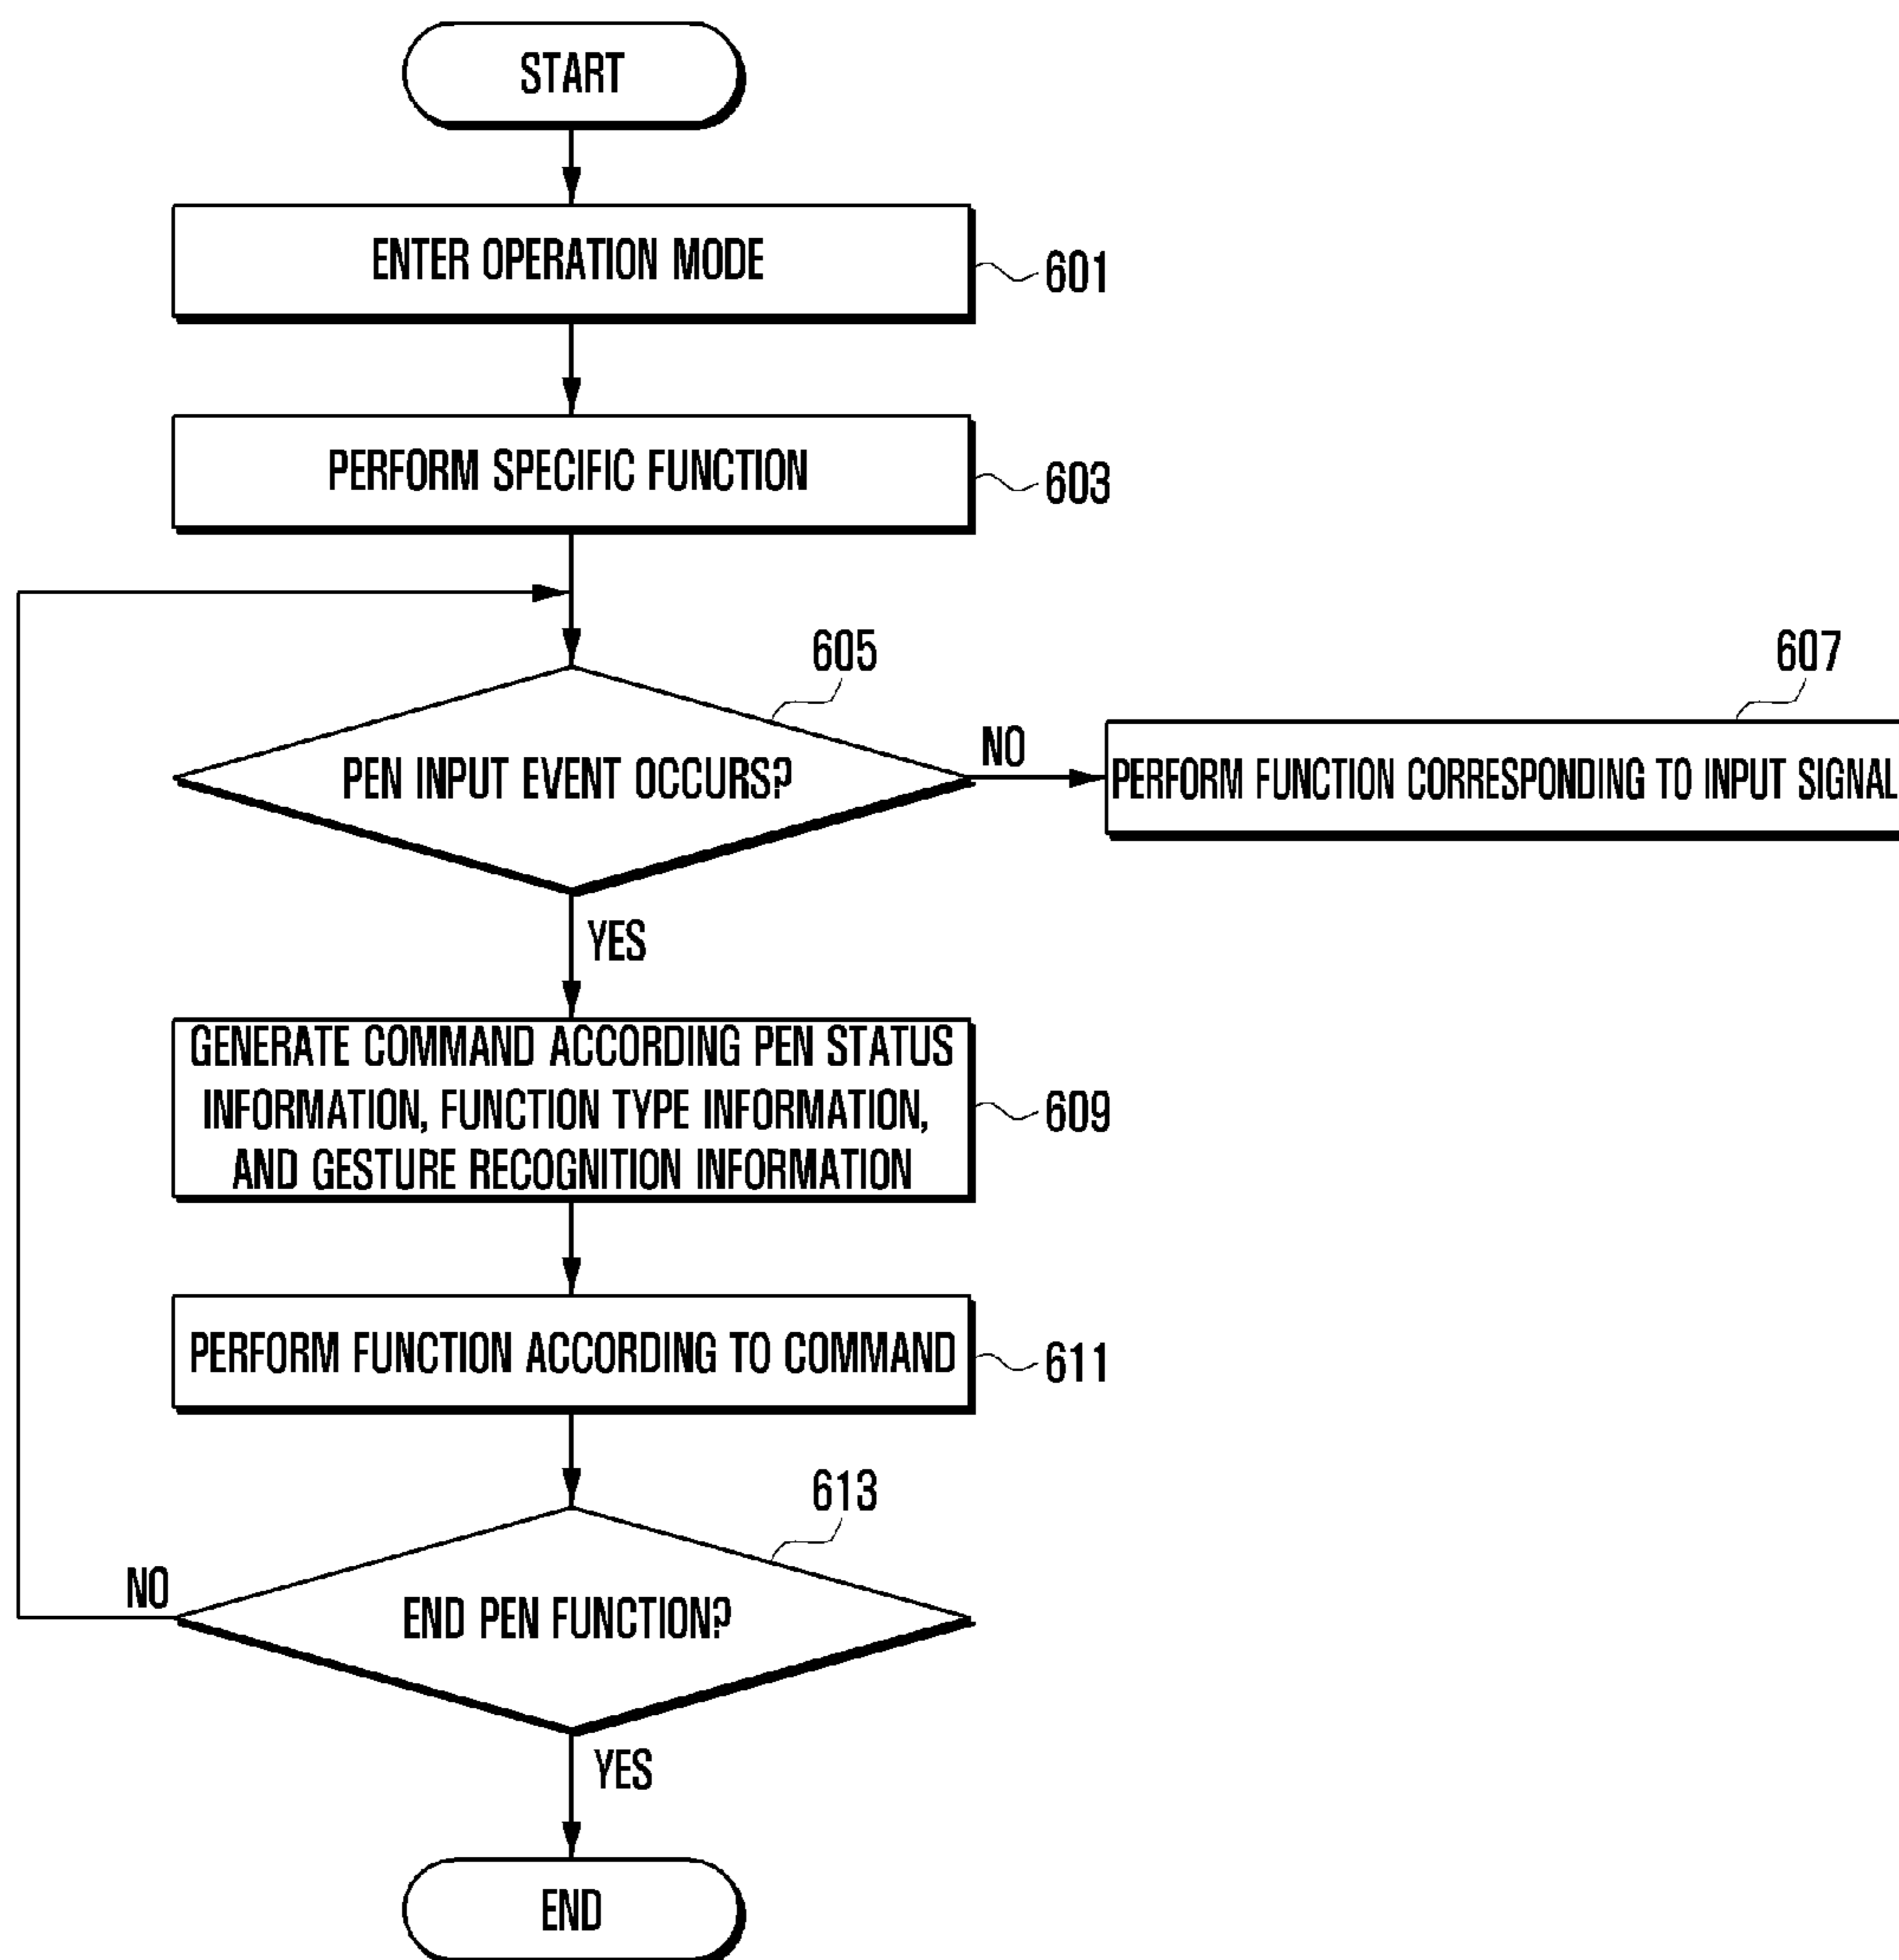 START
ENTER OPERATION MODE
601
PERFORM SPECIFIC FUNCTION
603
605
607
PEN INPUT EVENT OCCURS?
NO
PERFORM FUNCTION CORRESPONDING TO INPUT SIGNAL
YES
GENERATE COMMAND ACCORDING PEN STATUS
INFORMATION, FUNCTION TYPE INFORMATION,
AND GESTURE RECOGNITION INFORMATION
609
PERFORM FUNCTION ACCORDING TO COMMAND
611
613
NO
END PEN FUNCTION?
YES
END